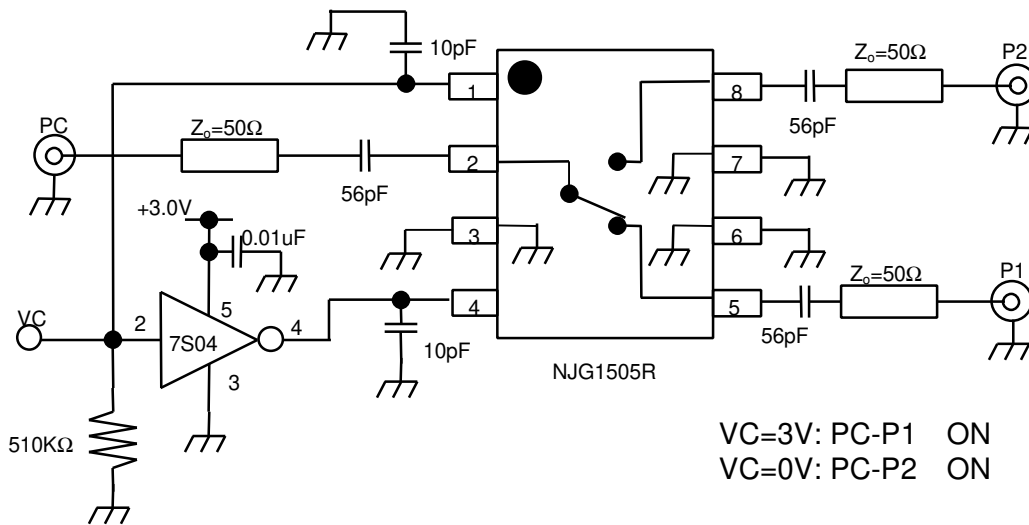 10pF
Zₒ=50Ω
P2
1
8
PC
Zₒ=50Ω
56pF
2
7
56pF
+3.0V
0.01uF
3
6
Zₒ=50Ω
P1
VC
2
5
4
4
5
7S04
10pF
56pF
3
NJG1505R
510KΩ
VC=3V: PC-P1 ON
VC=0V: PC-P2 ON